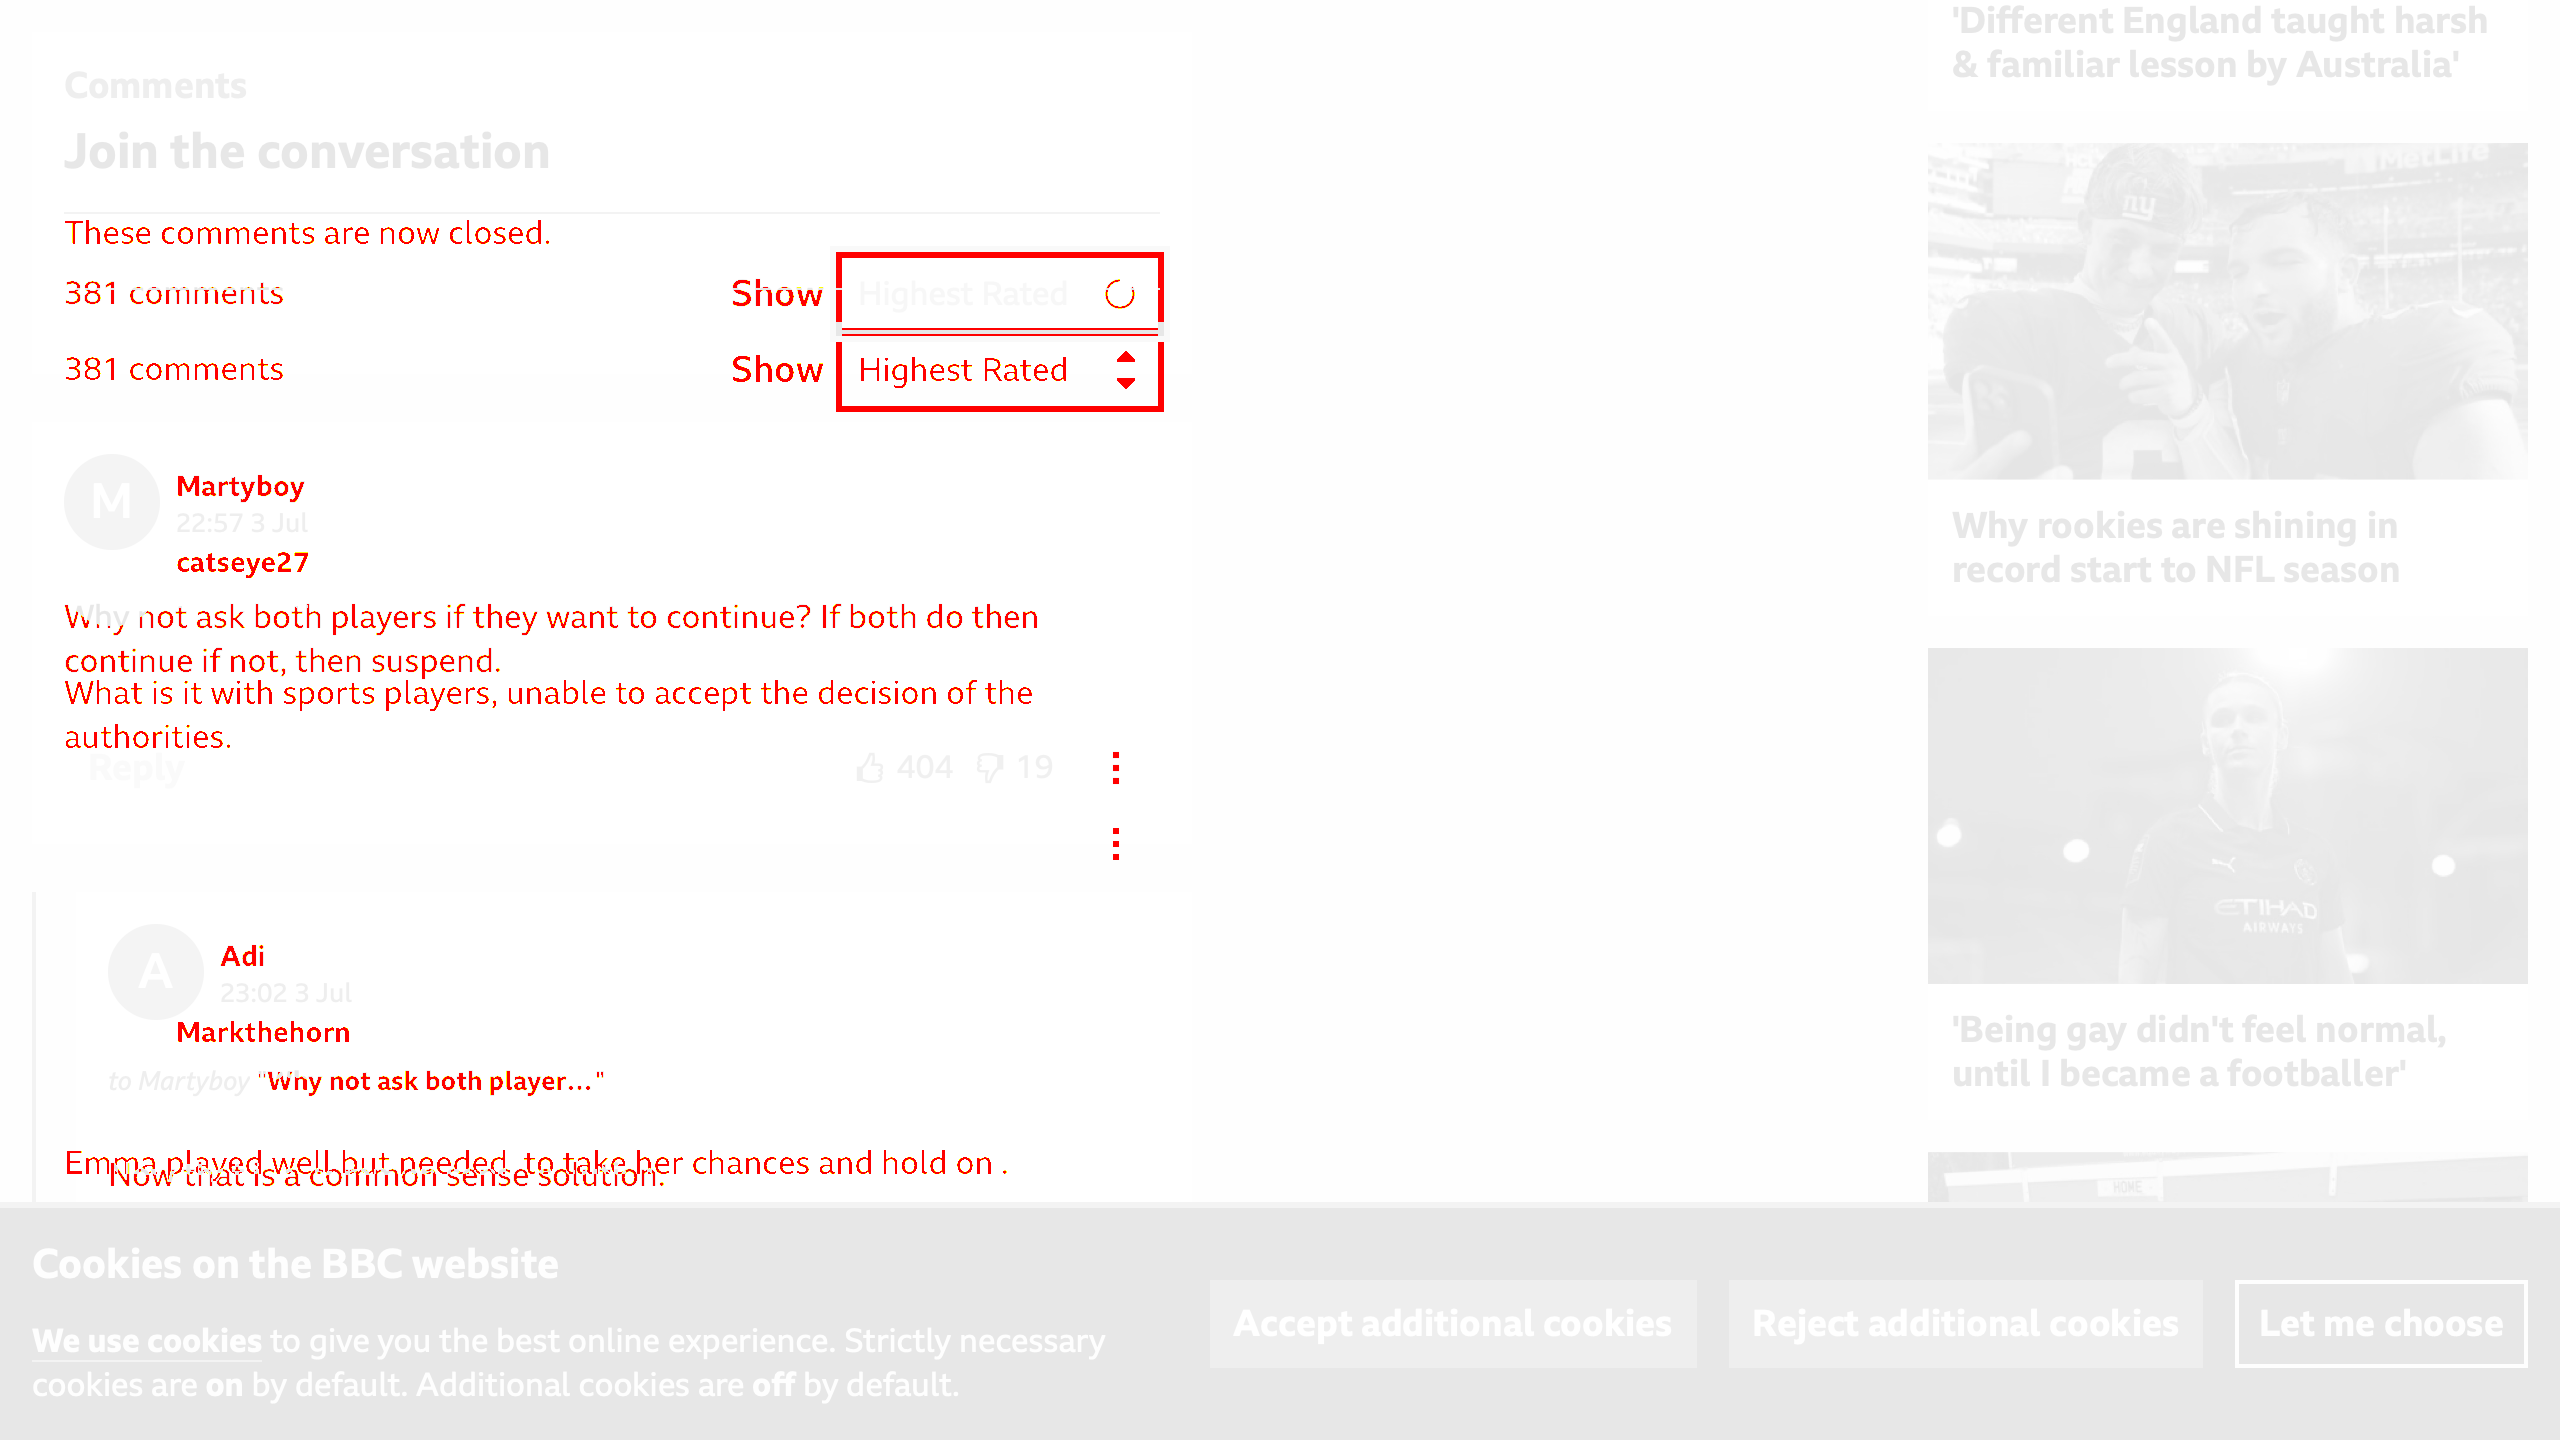 'Different England taught harsh
& familiar lesson by Australia'
Comments
Join the conversation
These comments are now closed.
381 comments
Show
Highest Rated
381 comments
Show
Highest Rated
M
Martyboy
22:57 3 Jul
catseye27
Why not ask both players if they want to continue? If both do then
continue if not, then suspend.
What is it with sports players, unable to accept the decision of the
authorities.
Reply
404
19
A
Adi
23:02 3 Jul
Markthehorn
to Martyboy "Why not ask both player..."
Emma played well but needed to take her chances and hold on .
Now that is a common sense solution.
MetLife
ny
Why rookies are shining in
record start to NFL season
ETIHAD
AIRWAYS
'Being gay didn't feel normal,
until I became a footballer'
HOME
Cookies on the BBC website
We use cookies to give you the best online experience. Strictly necessary
cookies are on by default. Additional cookies are off by default.
Accept additional cookies
Reject additional cookies
Let me choose